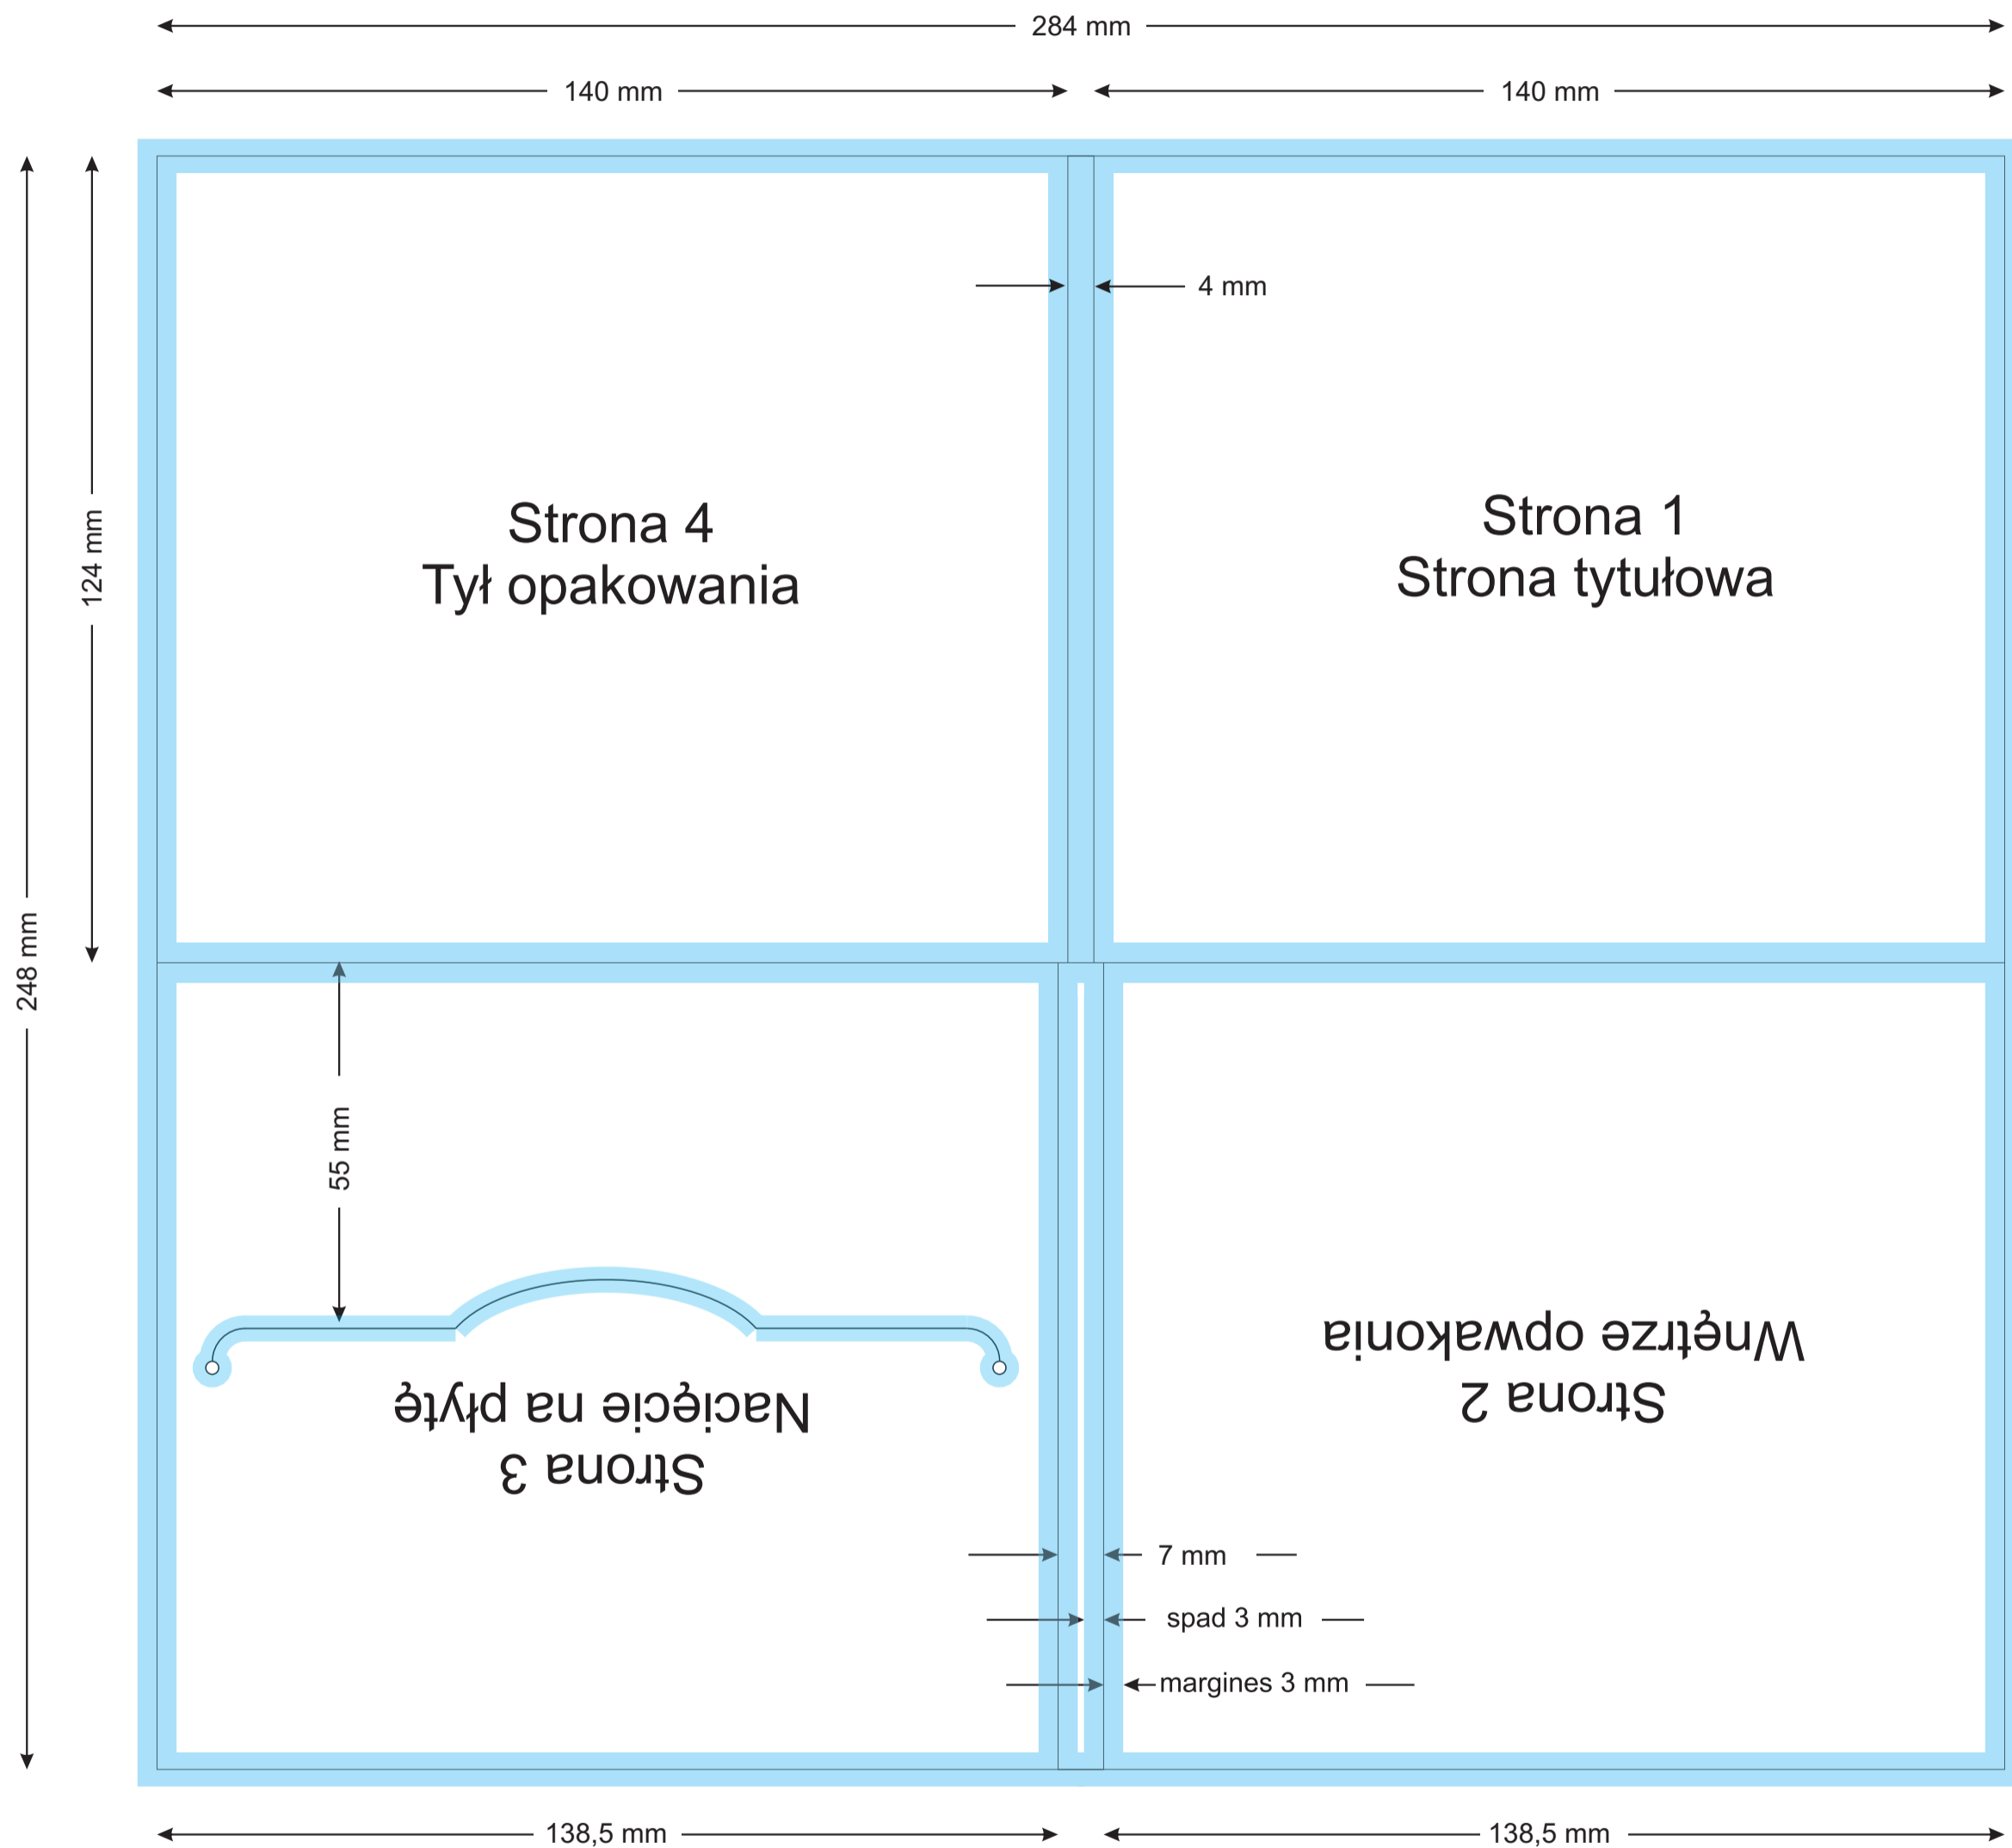 284 mm
140 mm
140 mm
4 mm
Strona 4
Tył opakowania
Strona 1
Strona tytułowa
124 mm
248 mm
55 mm
Strona 3
Nacięcie na płytę
Strona 2
Wnętrze opwakonia
7 mm
spad 3 mm
margines 3 mm
138,5 mm
138,5 mm